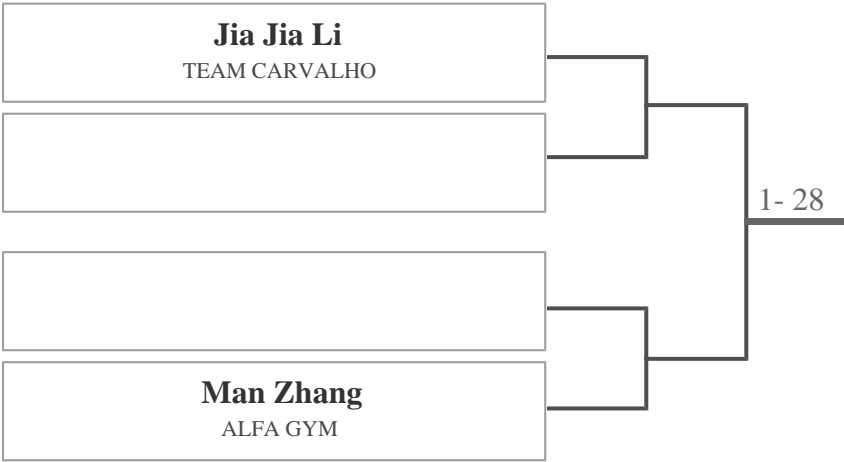 Jia Jia Li
TEAM CARVALHO
1- 28
Man Zhang
ALFA GYM